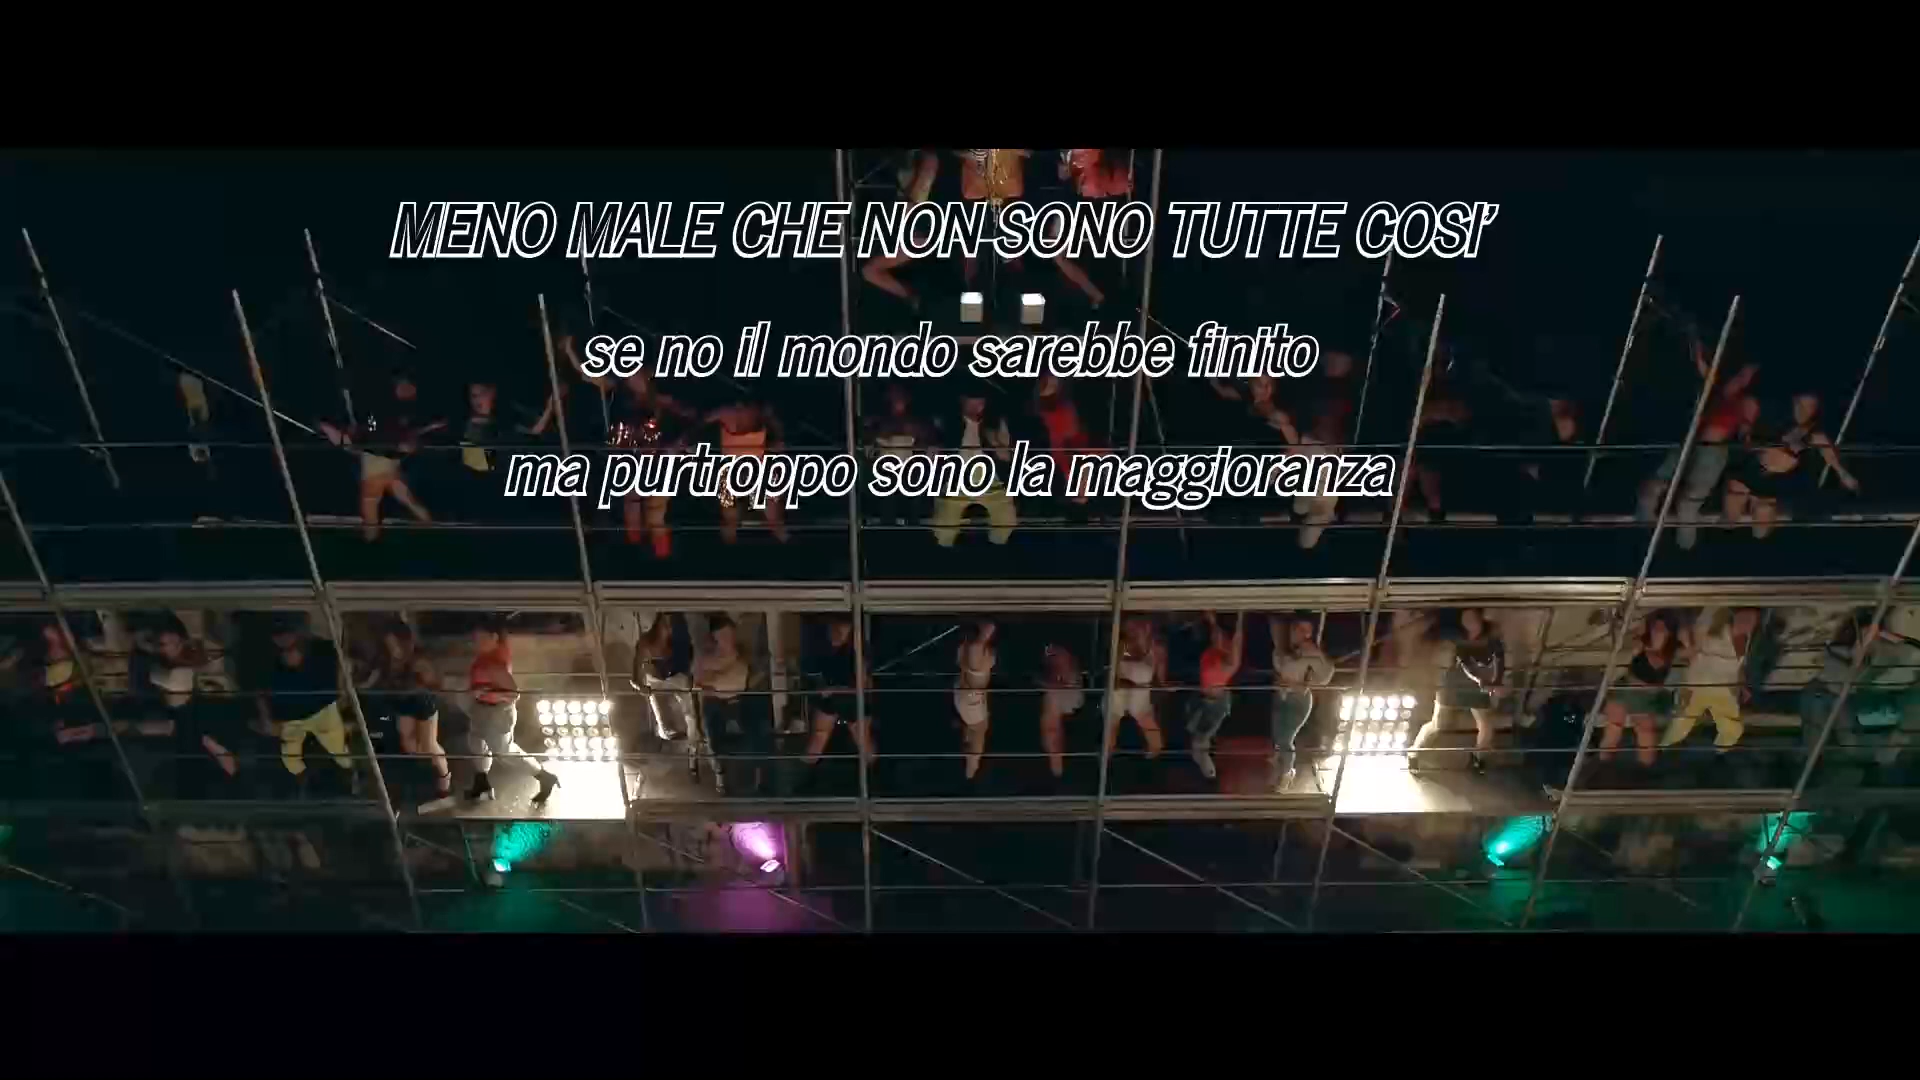 MENO MALE CHE NON SONO TUTTE COSI'
se no il mondo sarebbe finito
ma purtroppo sono la maggioranza